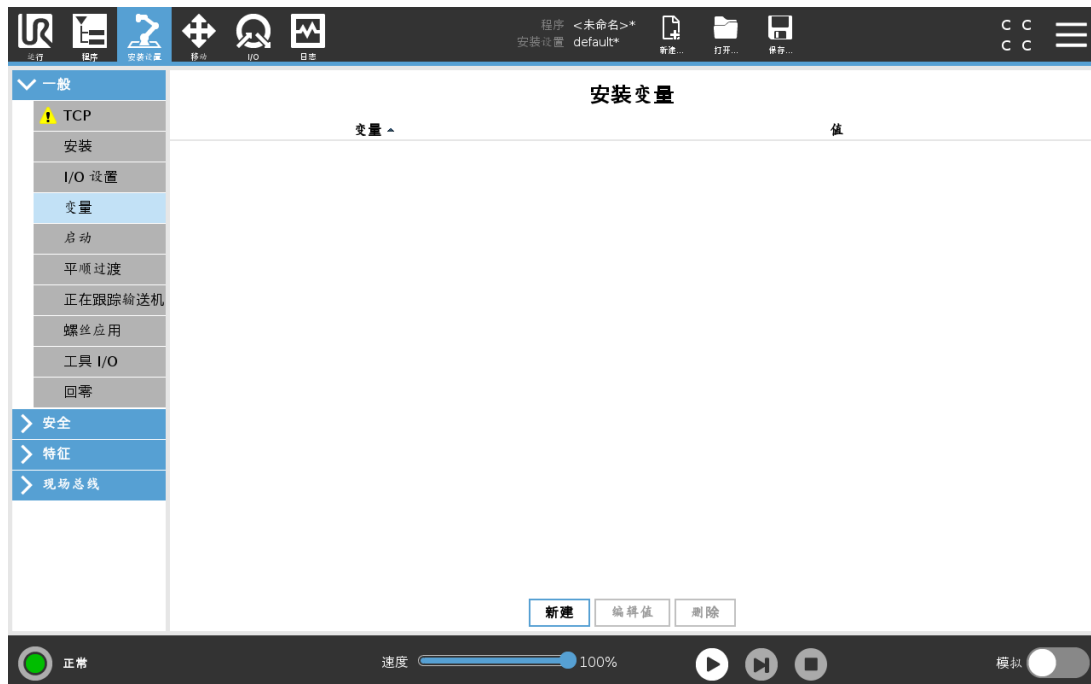 程序 <未命名>*
安装设置 default*
C C
C C
运行 程序 安装设置 移动 I/O 日志 新建... 打开... 保存...
一般
TCP
安装
I/O 设置
变量
启动
平顺过渡
正在跟踪输送机
螺丝应用
工具 I/O
回零
安全
特征
现场总线
安装变量
变量 值
新建 编辑值 删除
正常 速度 100% 模拟